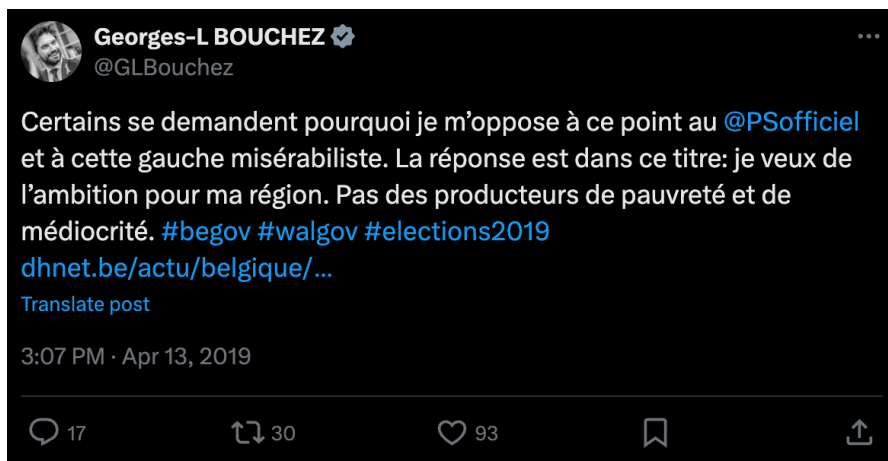 Georges-L BOUCHEZ
@GLBouchez
Certains se demandent pourquoi je m’oppose à ce point au @PSofficiel
et à cette gauche misérabiliste. La réponse est dans ce titre: je veux de
l’ambition pour ma région. Pas des producteurs de pauvreté et de
médiocrité. #begov #walgov #elections2019
dhnet.be/actu/belgique/…
Translate post
3:07 PM · Apr 13, 2019
17 30 93